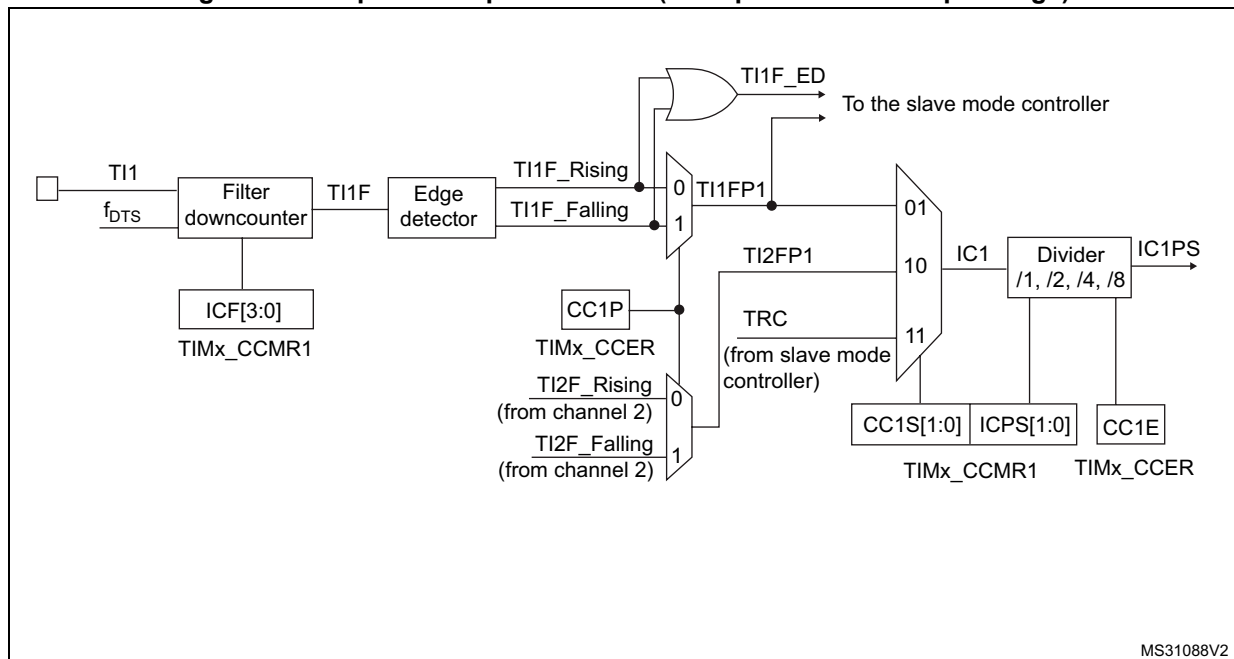 TI1F_ED
To the slave mode controller
TI1
f_DTS
Filter
downcounter
TI1F
Edge
detector
TI1F_Rising
TI1F_Falling
0
1
TI1FP1
01
TI2FP1
10
IC1
Divider
/1, /2, /4, /8
IC1PS
ICF[3:0]
TIMx_CCMR1
CC1P
TIMx_CCER
TRC
11
(from slave mode
controller)
TI2F_Rising
(from channel 2)
0
TI2F_Falling
1
(from channel 2)
CC1S[1:0]
ICPS[1:0]
CC1E
TIMx_CCMR1
TIMx_CCER
MS31088V2